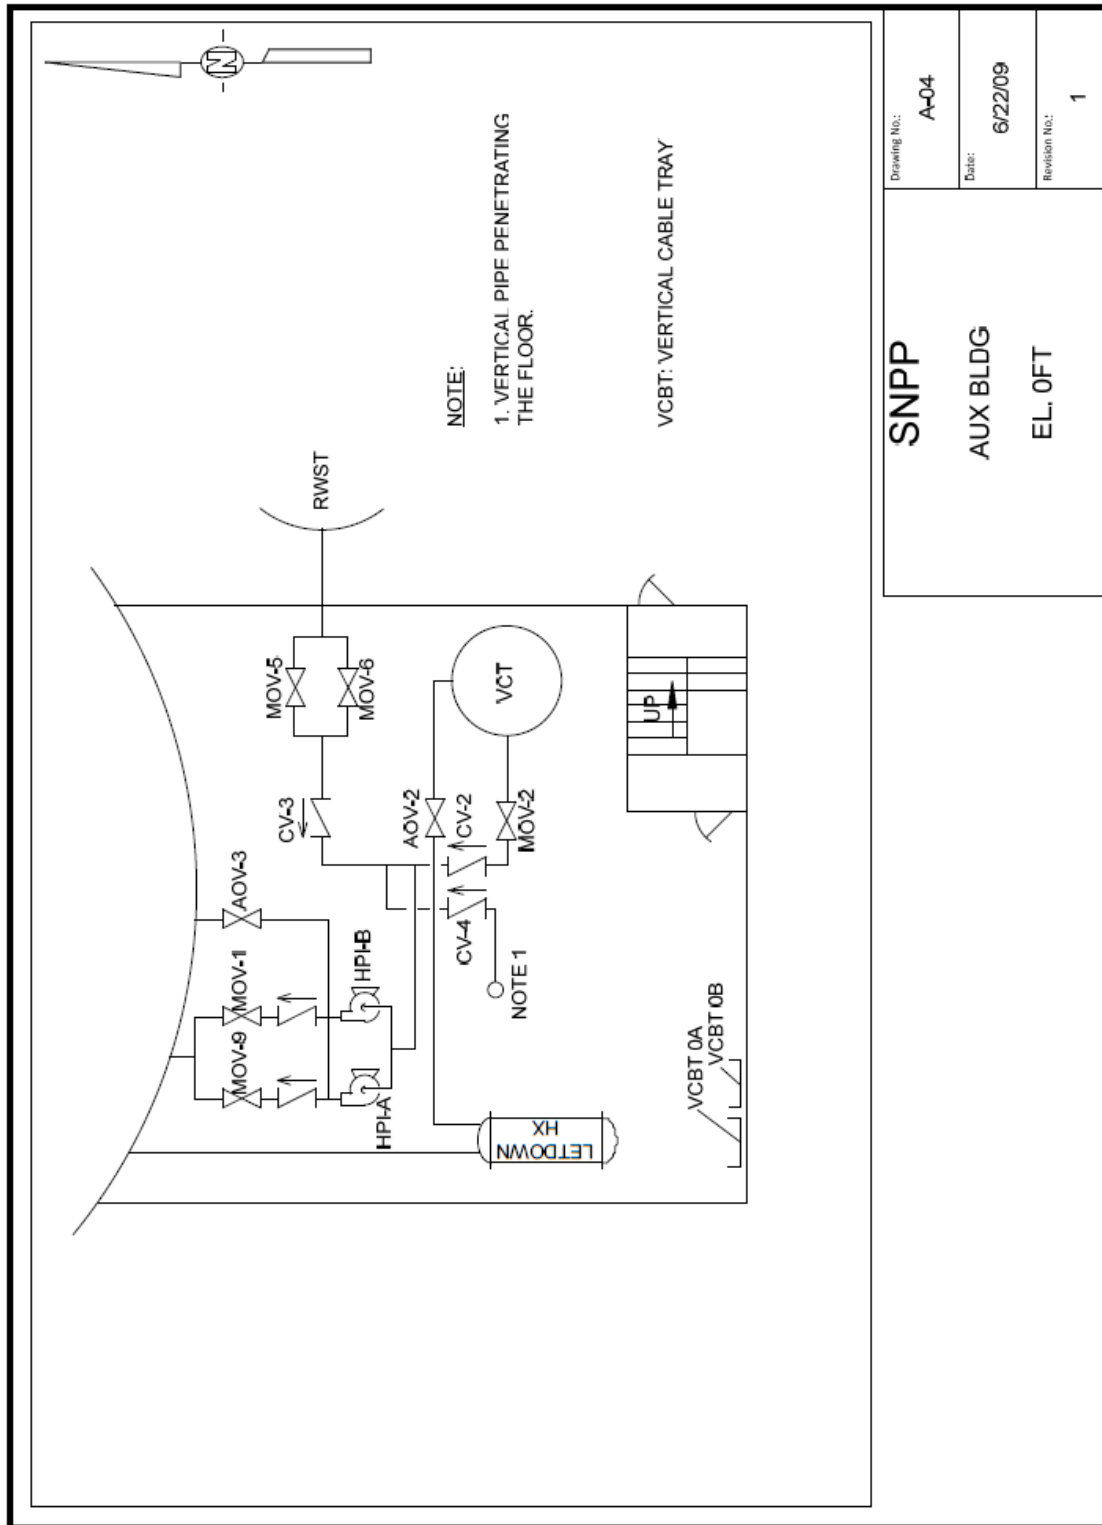 N
NOTE:
1. VERTICAL PIPE PENETRATING
THE FLOOR.
VCBT: VERTICAL CABLE TRAY
RWST
MOV-5
MOV-6
CV-3
AOV-3
MOV-1
MOV-9
HPI-B
HPI-A
AOV-2
CV-2
MOV-2
VCT
CV-4
NOTE 1
LETDOWN
HX
UP
VCBT 0A
VCBT 0B
SNPP
AUX BLDG
EL. 0FT
Drawing No.:
A-04
Date:
6/22/09
Revision No.:
1